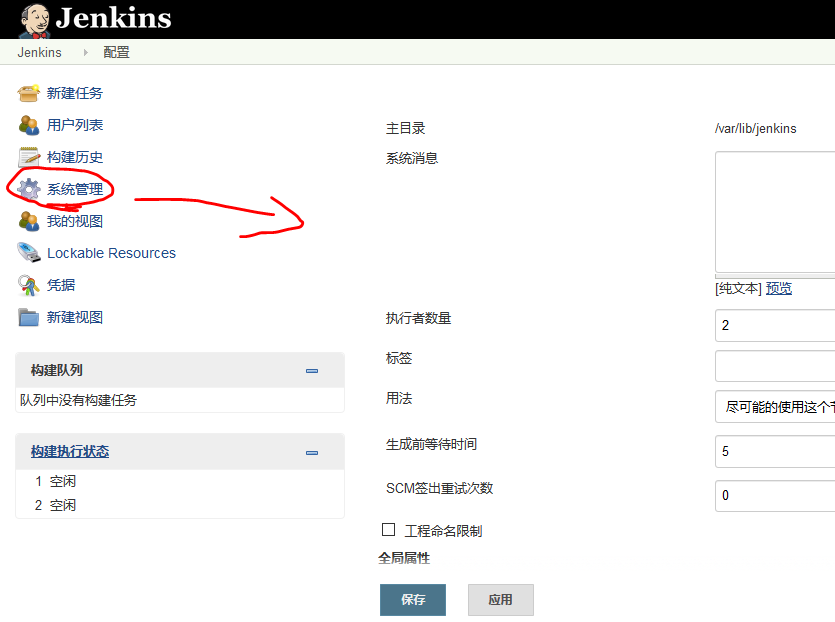 Jenkins
Jenkins 配置
新建任务
用户列表
构建历史
系统管理
我的视图
Lockable Resources
凭据
新建视图
构建队列
队列中没有构建任务
构建执行状态
1 空闲
2 空闲
主目录 /var/lib/jenkins
系统消息
[纯文本] 预览
执行者数量 2
标签
用法 尽可能的使用这个
生成前等待时间 5
SCM签出重试次数 0
工程命名限制
全局属性
保存 应用